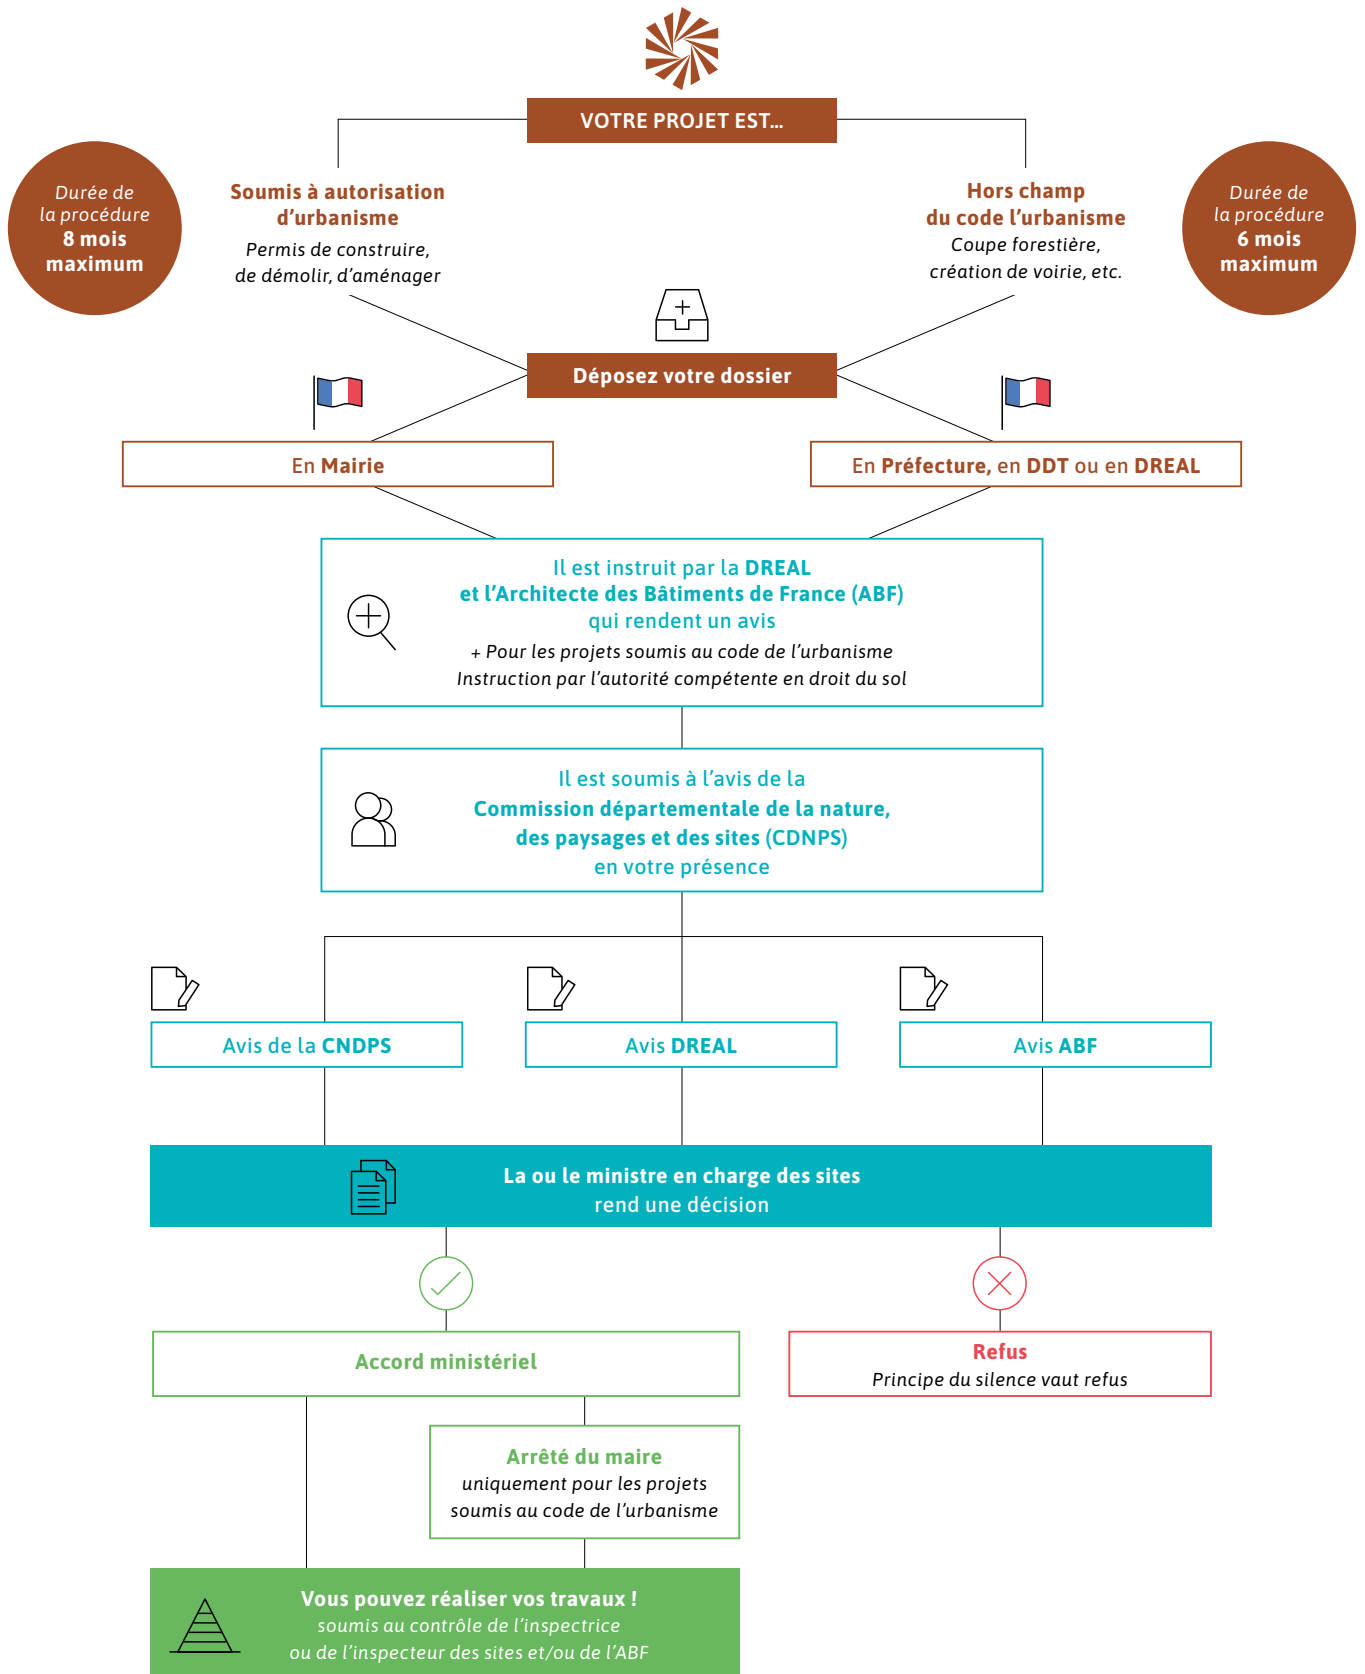 VOTRE PROJET EST…
Durée de
la procédure
8 mois
maximum
Soumis à autorisation
d'urbanisme
Permis de construire,
de démolir, d'aménager
Hors champ
du code l'urbanisme
Coupe forestière,
création de voirie, etc.
Durée de
la procédure
6 mois
maximum
Déposez votre dossier
En Mairie
En Préfecture, en DDT ou en DREAL
Il est instruit par la DREAL
et l'Architecte des Bâtiments de France (ABF)
qui rendent un avis
+ Pour les projets soumis au code de l'urbanisme
Instruction par l'autorité compétente en droit du sol
Il est soumis à l'avis de la
Commission départementale de la nature,
des paysages et des sites (CDNPS)
en votre présence
Avis de la CNDPS
Avis DREAL
Avis ABF
La ou le ministre en charge des sites
rend une décision
Accord ministériel
Refus
Principe du silence vaut refus
Arrêté du maire
uniquement pour les projets
soumis au code de l'urbanisme
Vous pouvez réaliser vos travaux !
soumis au contrôle de l'inspectrice
ou de l'inspecteur des sites et/ou de l'ABF